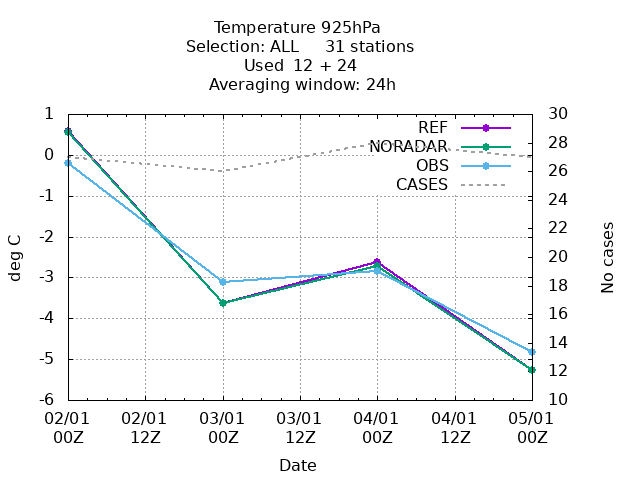 Temperature 925hPa
Selection: ALL     31 stations
Used  12 + 24
Averaging window: 24h
REF
NORADAR
OBS
CASES
1
0
-1
-2
-3
-4
-5
-6
30
28
26
24
22
20
18
16
14
12
10
deg C
No cases
02/01 02/01 03/01 03/01 04/01 04/01 05/01
00Z 12Z 00Z 12Z 00Z 12Z 00Z
Date